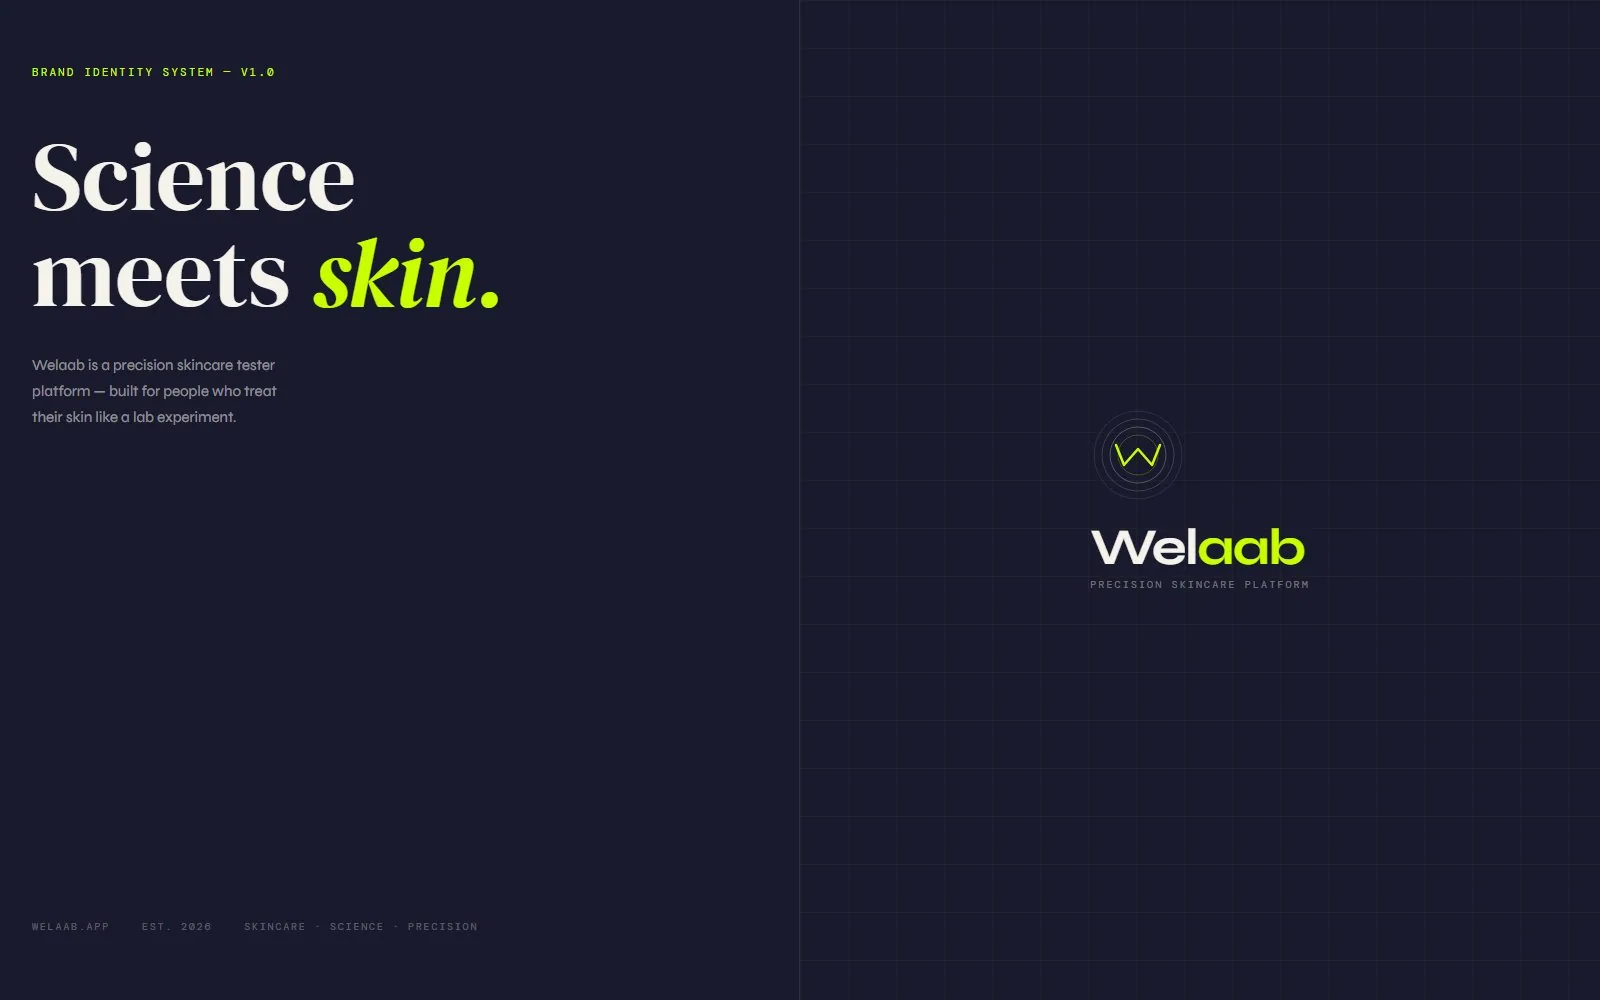 BRAND IDENTITY SYSTEM — V1.0
Science
meets skin.
Welaab is a precision skincare tester
platform — built for people who treat
their skin like a lab experiment.
WELAAB.APP EST. 2026 SKINCARE · SCIENCE · PRECISION
W
Welaab
PRECISION SKINCARE PLATFORM